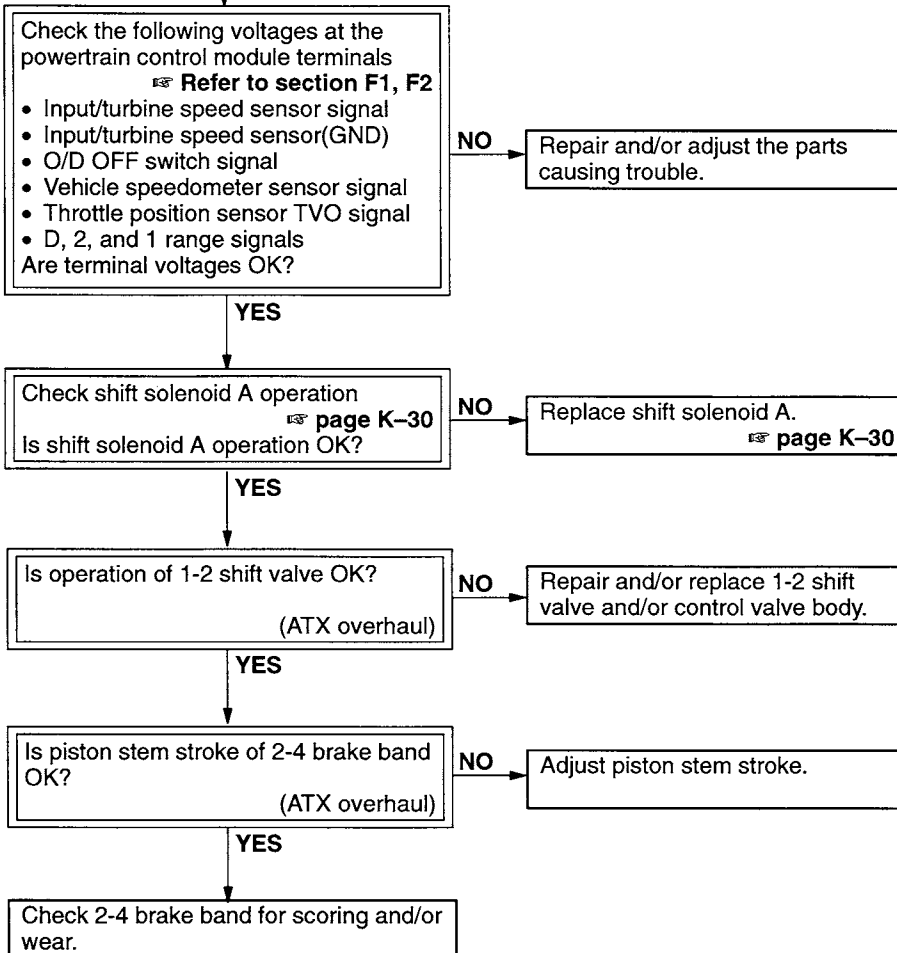 Check the following voltages at the
powertrain control module terminals
☞ Refer to section F1, F2
• Input/turbine speed sensor signal
• Input/turbine speed sensor(GND)
• O/D OFF switch signal
• Vehicle speedometer sensor signal
• Throttle position sensor TVO signal
• D, 2, and 1 range signals
Are terminal voltages OK?
NO
Repair and/or adjust the parts
causing trouble.
YES
Check shift solenoid A operation
☞ page K–30
Is shift solenoid A operation OK?
NO
Replace shift solenoid A.
☞ page K–30
YES
Is operation of 1-2 shift valve OK?
(ATX overhaul)
NO
Repair and/or replace 1-2 shift
valve and/or control valve body.
YES
Is piston stem stroke of 2-4 brake band
OK?
(ATX overhaul)
NO
Adjust piston stem stroke.
YES
Check 2-4 brake band for scoring and/or
wear.